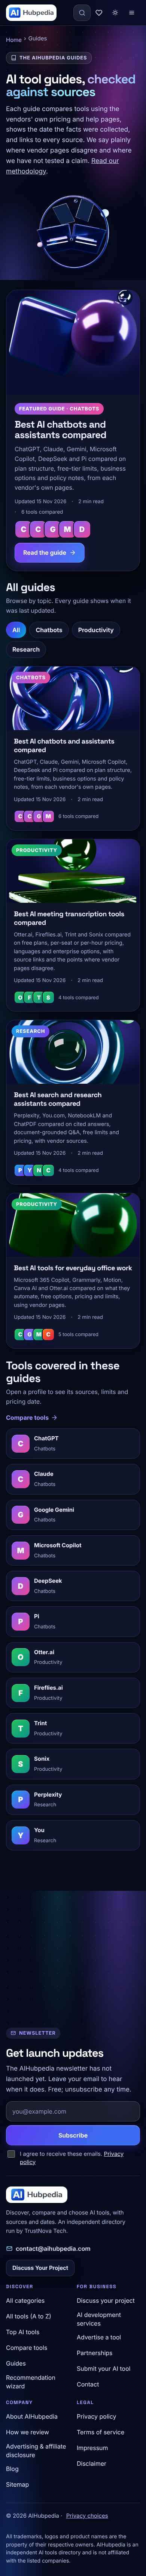 AI Hubpedia
Home > Guides
THE AIHUBPEDIA GUIDES
AI tool guides, checked
against sources
Each guide compares tools using the
vendors' own pricing and help pages,
shows the date the facts were collected,
and links to every source. We say plainly
where vendor pages disagree and where
we have not tested a claim. Read our
methodology.
FEATURED GUIDE · CHATBOTS
Best AI chatbots and
assistants compared
ChatGPT, Claude, Gemini, Microsoft
Copilot, DeepSeek and Pi compared on
plan structure, free-tier limits, business
policy and policy notes, from each
vendor's own pages.
Updated 15 Nov 2026 · 2 min read
· 6 tools compared
C C G M D
Read the guide →
All guides
Browse by topic. Every guide shows when it
was last updated.
All Chatbots Productivity
Research
CHATBOTS
Best AI chatbots and assistants
compared
ChatGPT, Claude, Gemini, Microsoft Copilot,
DeepSeek and Pi compared on plan structure,
free-tier limits, business options and policy
notes, from each vendor's own pages.
Updated 15 Nov 2026 · 2 min read
C C G M 6 tools compared
PRODUCTIVITY
Best AI meeting transcription tools
compared
Otter.ai, Fireflies.ai, Trint and Sonix compared
on free plans, per-seat or per-hour pricing,
languages and enterprise options, with
source links and the points where vendor
pages disagree.
Updated 15 Nov 2026 · 2 min read
O F T S 4 tools compared
RESEARCH
Best AI search and research
assistants compared
Perplexity, You.com, NotebookLM and
ChatPDF compared on cited answers,
document-grounded Q&A, free limits and
pricing, with vendor sources.
Updated 15 Nov 2026 · 2 min read
P Y N C 4 tools compared
PRODUCTIVITY
Best AI tools for everyday office work
Microsoft 365 Copilot, Grammarly, Motion,
Canva AI and Otter.ai compared on what they
automate, free options, pricing and limits,
using vendor pages.
Updated 15 Nov 2026 · 2 min read
C G M C 5 tools compared
Tools covered in these
guides
Open a profile to see its sources, limits and
pricing date.
Compare tools →
C ChatGPT
Chatbots
C Claude
Chatbots
G Google Gemini
Chatbots
M Microsoft Copilot
Chatbots
D DeepSeek
Chatbots
P Pi
Chatbots
O Otter.ai
Productivity
F Fireflies.ai
Productivity
T Trint
Productivity
S Sonix
Productivity
P Perplexity
Research
Y You
Research
NEWSLETTER
Get launch updates
The AIHubpedia newsletter has not
launched yet. Leave your email to hear
when it does. Free; unsubscribe any time.
you@example.com
Subscribe
I agree to receive these emails. Privacy
policy
AI Hubpedia
Discover, compare and choose AI tools, with
sources and dates. An independent directory
run by TrustNova Tech.
contact@aihubpedia.com
Discuss Your Project
DISCOVER
All categories
All tools (A to Z)
Top AI tools
Compare tools
Guides
Recommendation
wizard
FOR BUSINESS
Discuss your project
AI development
services
Advertise a tool
Partnerships
Submit your AI tool
Contact
COMPANY
About AIHubpedia
How we review
Advertising & affiliate
disclosure
Blog
Sitemap
LEGAL
Privacy policy
Terms of service
Impressum
Disclaimer
© 2026 AIHubpedia · Privacy choices
All trademarks, logos and product names are the
property of their respective owners. AIHubpedia is an
independent AI tools directory and is not affiliated
with the listed companies.